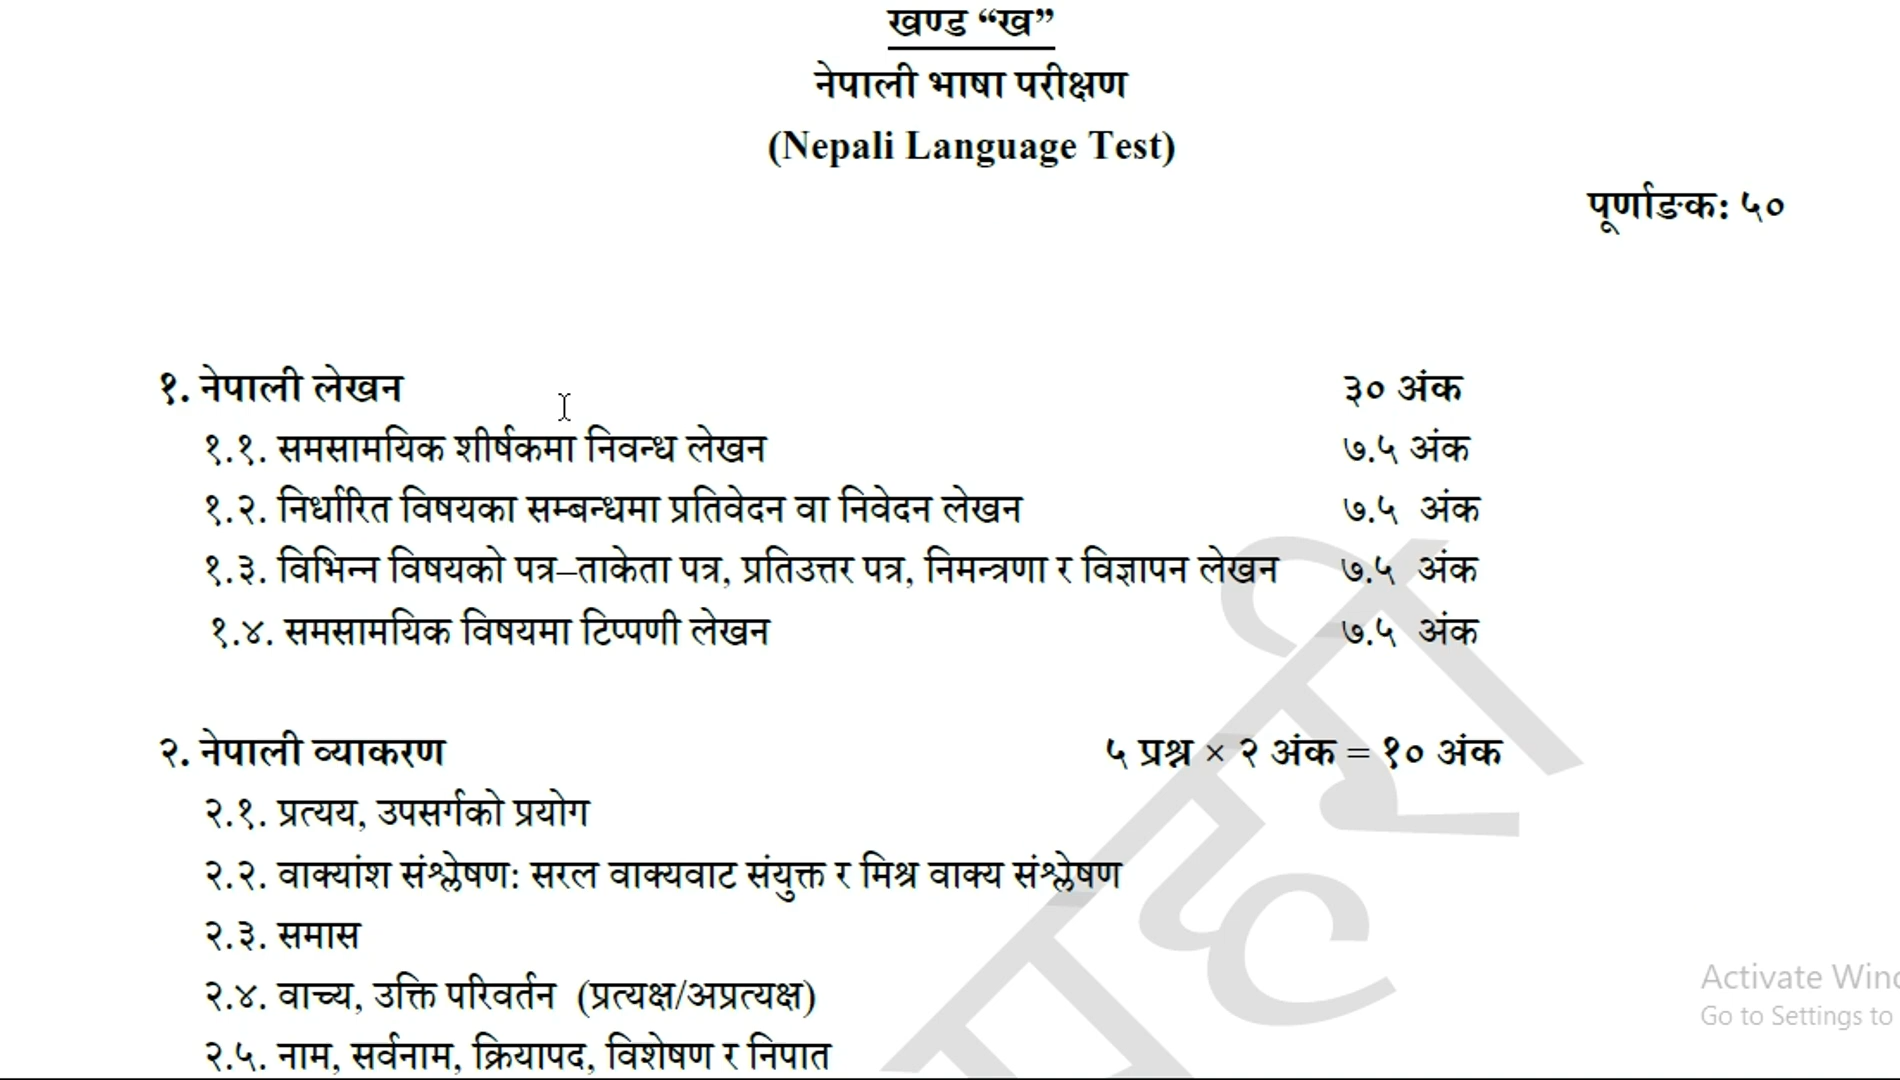 खण्ड “ख”
नेपाली भाषा परीक्षण
(Nepali Language Test)
पूर्णाङक: ५०
१. नेपाली लेखन ३० अंक
१.१. समसामयिक शीर्षकमा निवन्ध लेखन ७.५ अंक
१.२. निर्धारित विषयका सम्बन्धमा प्रतिवेदन वा निवेदन लेखन ७.५ अंक
१.३. विभिन्न विषयको पत्र–ताकेता पत्र, प्रतिउत्तर पत्र, निमन्त्रणा र विज्ञापन लेखन ७.५ अंक
१.४. समसामयिक विषयमा टिप्पणी लेखन ७.५ अंक
२. नेपाली व्याकरण ५ प्रश्न × २ अंक = १० अंक
२.१. प्रत्यय, उपसर्गको प्रयोग
२.२. वाक्यांश संश्लेषण: सरल वाक्यवाट संयुक्त र मिश्र वाक्य संश्लेषण
२.३. समास
२.४. वाच्य, उक्ति परिवर्तन (प्रत्यक्ष/अप्रत्यक्ष)
२.५. नाम, सर्वनाम, क्रियापद, विशेषण र निपात
Activate
Go to Settings to